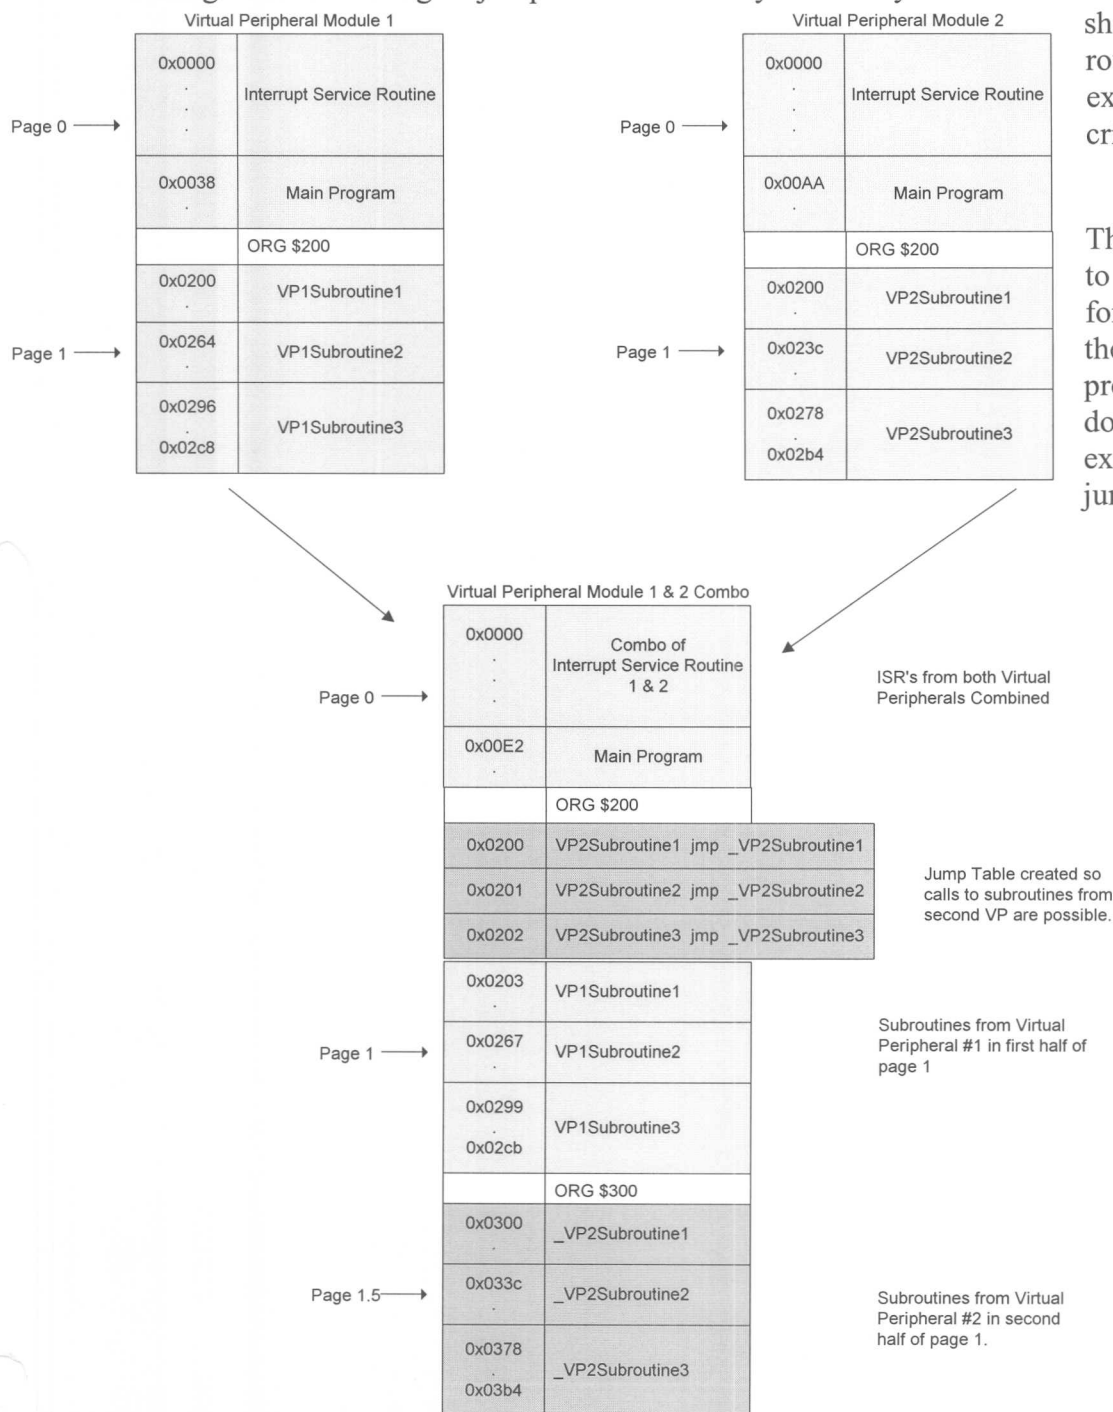 Virtual Peripheral Module 1
0x0000
.
.
.
Interrupt Service Routine
Page 0
0x0038
.
Main Program
ORG $200
0x0200
.
VP1Subroutine1
Page 1
0x0264
.
VP1Subroutine2
0x0296
.
0x02c8
VP1Subroutine3
Virtual Peripheral Module 2
0x0000
.
.
.
Interrupt Service Routine
Page 0
0x00AA
.
Main Program
ORG $200
0x0200
.
VP2Subroutine1
Page 1
0x023c
.
VP2Subroutine2
0x0278
.
0x02b4
VP2Subroutine3
Virtual Peripheral Module 1 & 2 Combo
0x0000
.
.
.
Combo of
Interrupt Service Routine
1 & 2
Page 0
ISR's from both Virtual
Peripherals Combined
0x00E2
.
Main Program
ORG $200
0x0200
VP2Subroutine1 jmp _VP2Subroutine1
0x0201
VP2Subroutine2 jmp _VP2Subroutine2
0x0202
VP2Subroutine3 jmp _VP2Subroutine3
Jump Table created so
calls to subroutines from
second VP are possible.
0x0203
.
VP1Subroutine1
Page 1
0x0267
.
VP1Subroutine2
Subroutines from Virtual
Peripheral #1 in first half of
page 1
0x0299
.
0x02cb
VP1Subroutine3
ORG $300
0x0300
.
_VP2Subroutine1
Page 1.5
0x033c
.
_VP2Subroutine2
Subroutines from Virtual
Peripheral #2 in second
half of page 1.
0x0378
.
0x03b4
_VP2Subroutine3
to